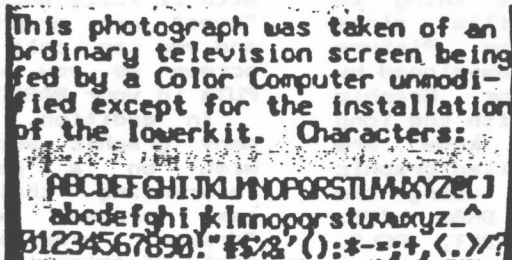 This photograph was taken of an
ordinary television screen being
fed by a Color Computer unmodi-
fied except for the installation
of the lowerkit. Characters:
ABCDEFGHIJKLMNOPQRSTUVWXYZ@[]
abcdefghijklmnopqrstuvwxyz_^
01234567890!"#$%&'():*-=;+,<.>/?